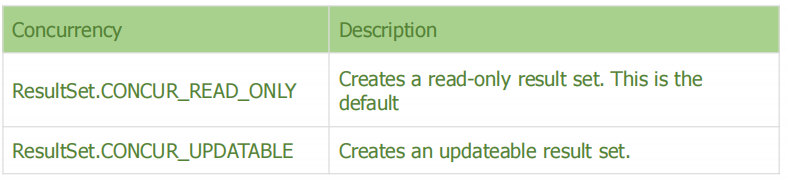 Concurrency
Description
ResultSet.CONCUR_READ_ONLY
Creates a read-only result set. This is the
default
ResultSet.CONCUR_UPDATABLE
Creates an updateable result set.